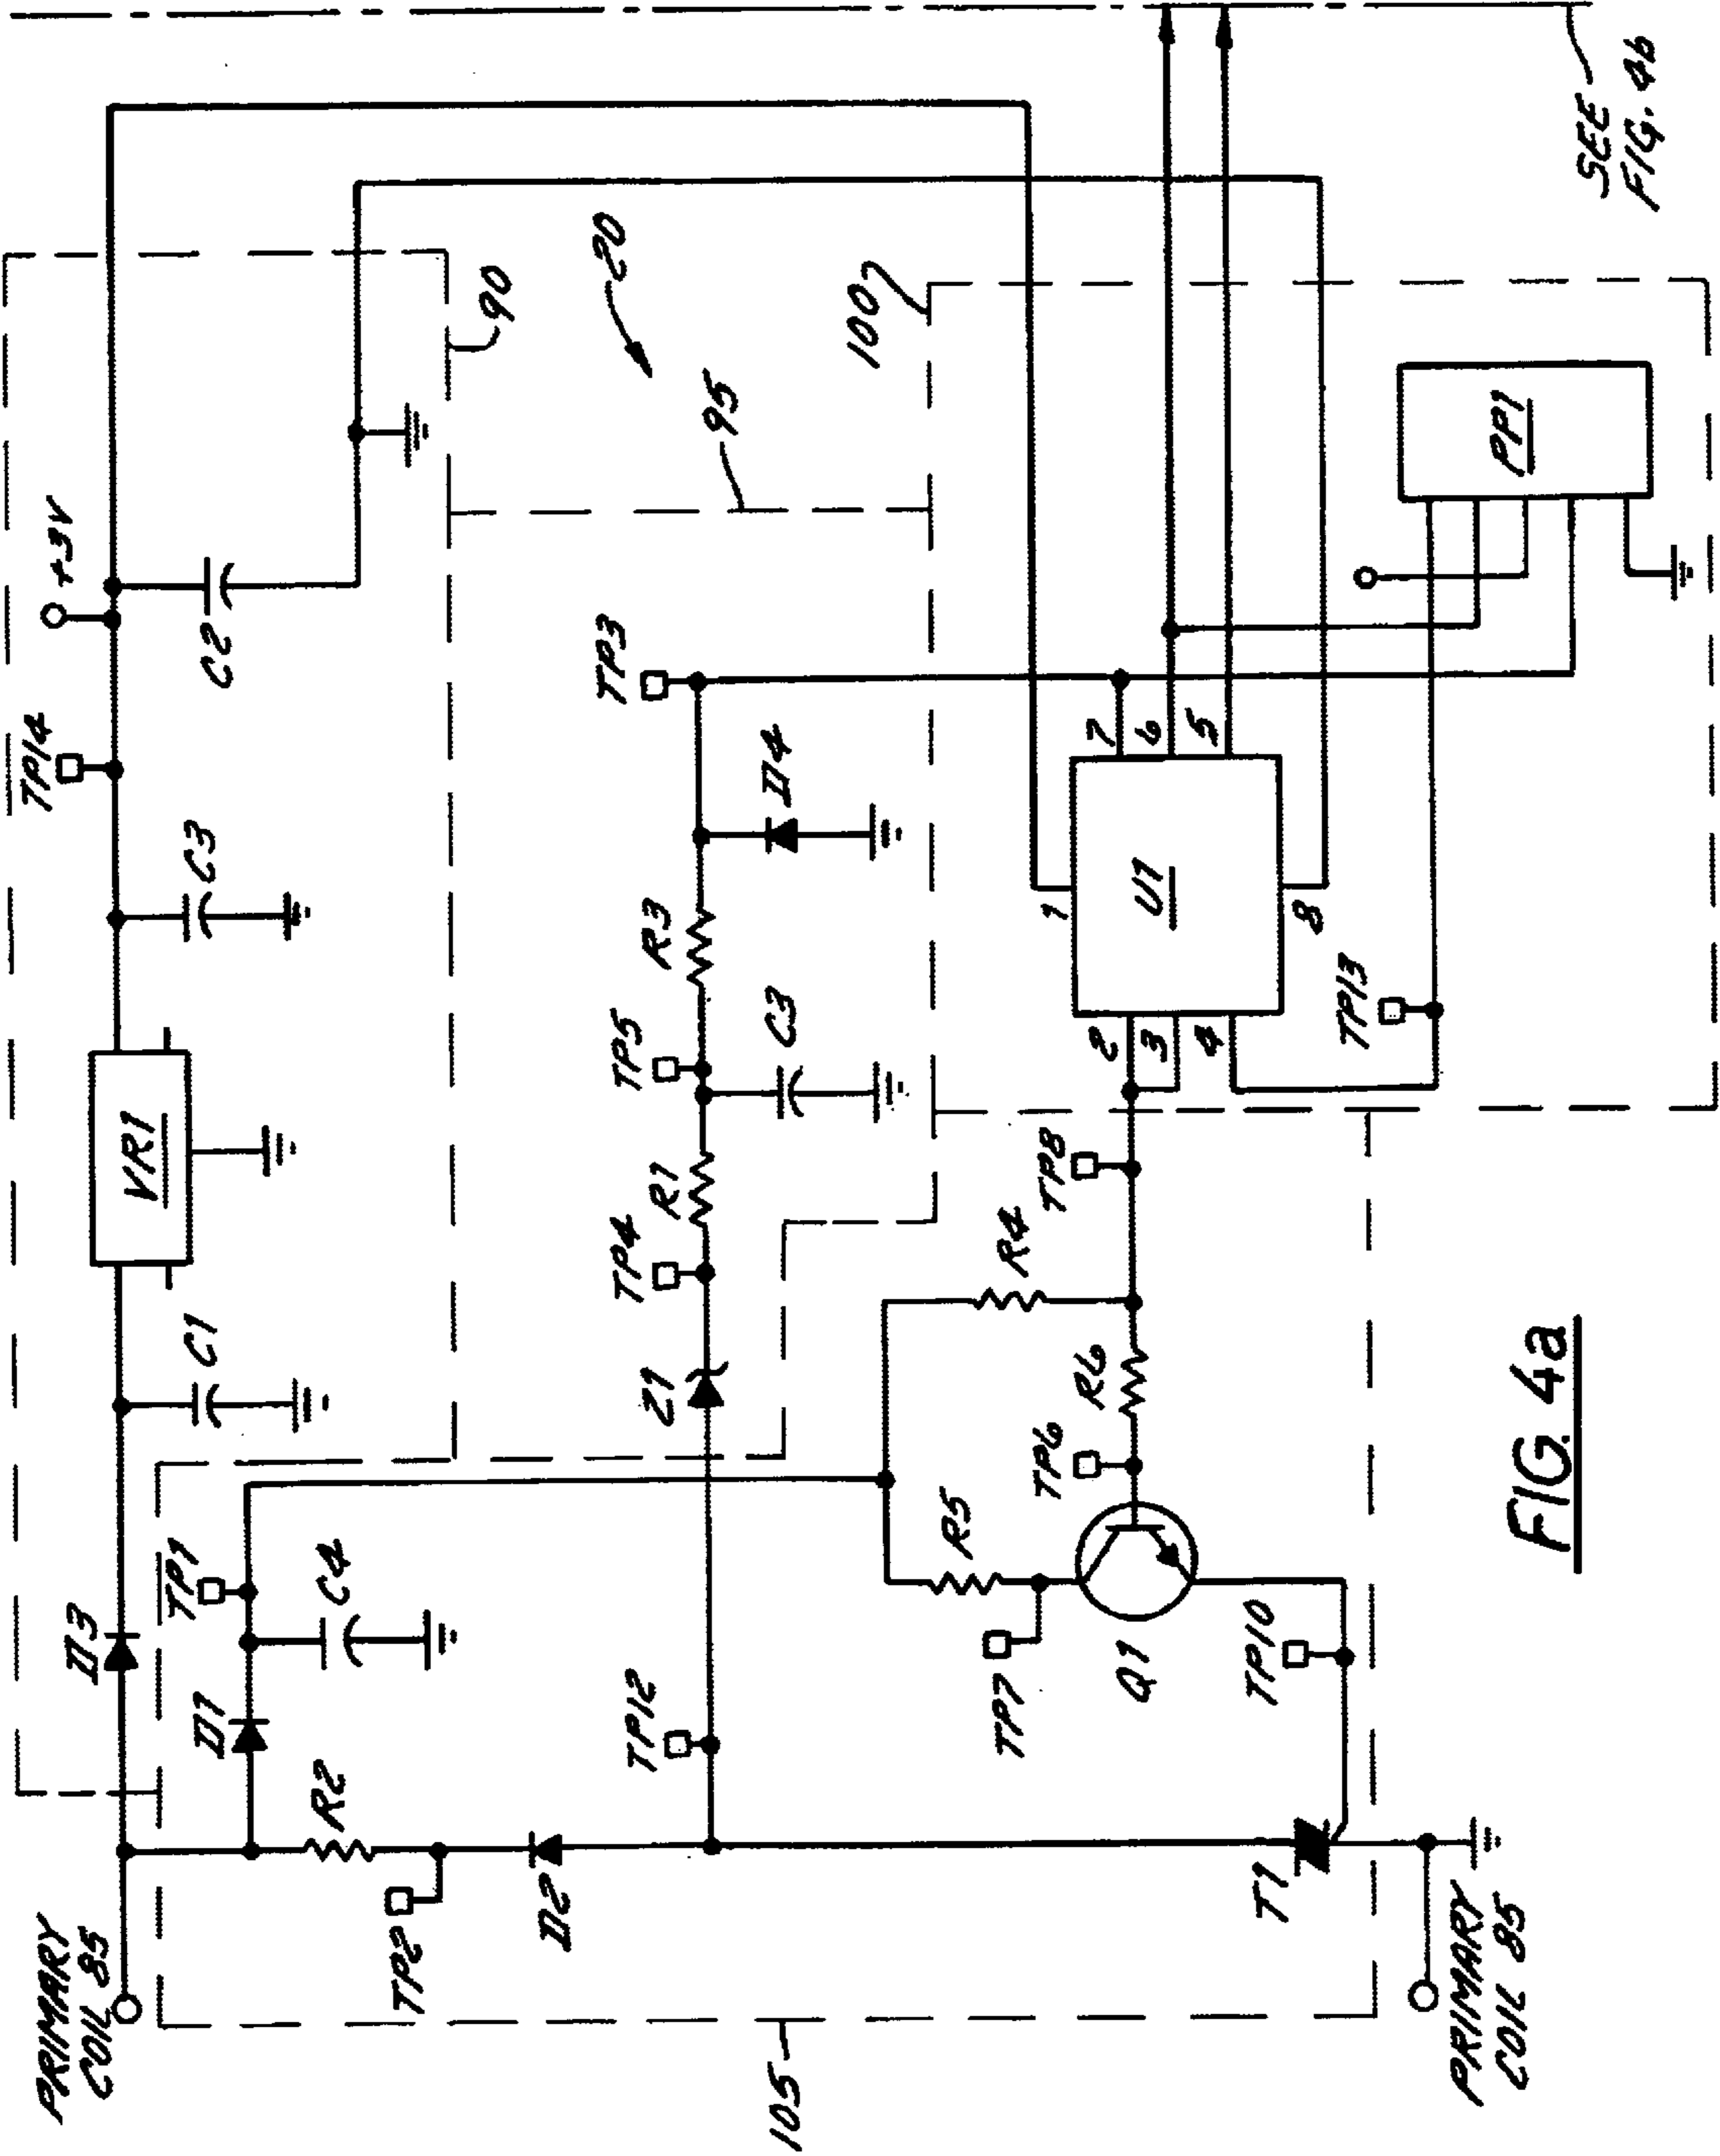 PRIMARY
COIL 85
D3
C1
VR1
C3
TP14
+3V
C2
90
TP1
D1
C4
R2
TP2
D2
TP12
Z1
TP4
R1
TP5
C3
R3
D4
TP3
95
20
100
105
R5
TP7
Q1
TP6
R6
R4
TP8
TP10
T1
PRIMARY
COIL 85
1
2
3
4
U1
7
6
5
8
TP13
PP1
SEE
FIG. 4b
FIG. 4a